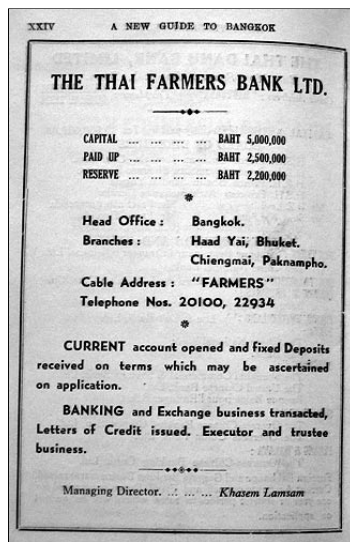 XXIV A NEW GUIDE TO BANGKOK
THE THAI FARMERS BANK LTD.
CAPITAL ... ... ... ... BAHT 5,000,000
PAID UP ... ... ... ... BAHT 2,500,000
RESERVE ... ... ... ... BAHT 2,200,000
Head Office : Bangkok.
Branches : Haad Yai, Bhuket.
Chiengmai, Paknampho.
Cable Address : "FARMERS"
Telephone Nos. 20100, 22934
CURRENT account opened and fixed Deposits
received on terms which may be ascertained
on application.
BANKING and Exchange business transacted,
Letters of Credit issued. Executor and trustee
business.
Managing Director. ... ... ... Khasem Lamsam